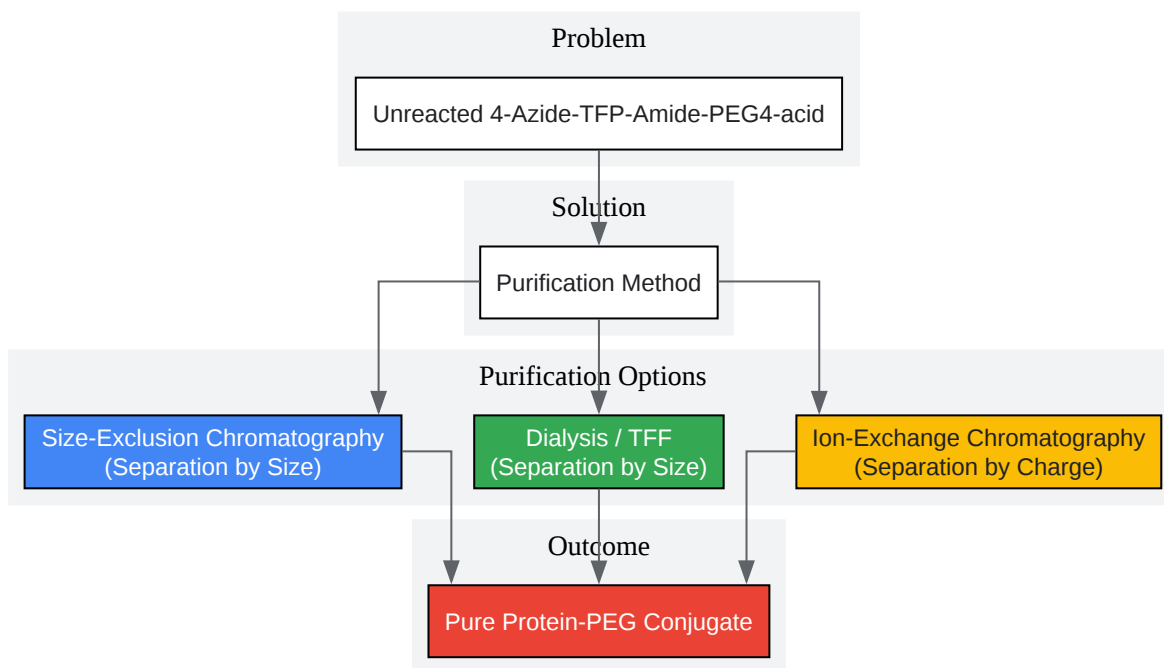 Problem
Unreacted 4-Azide-TFP-Amide-PEG4-acid
Solution
Purification Method
Purification Options
Size-Exclusion Chromatography
(Separation by Size)
Dialysis / TFF
(Separation by Size)
Ion-Exchange Chromatography
(Separation by Charge)
Outcome
Pure Protein-PEG Conjugate